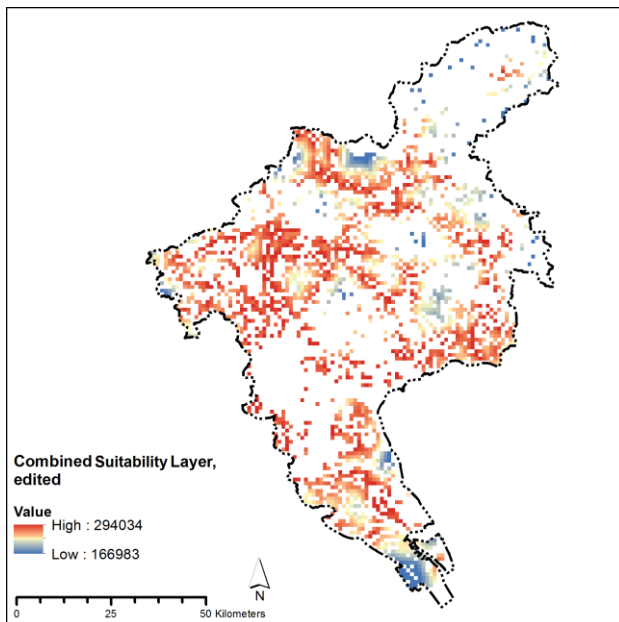 Combined Suitability Layer,
edited
Value
High : 294034
Low : 166983
N
0 25 50 Kilometers